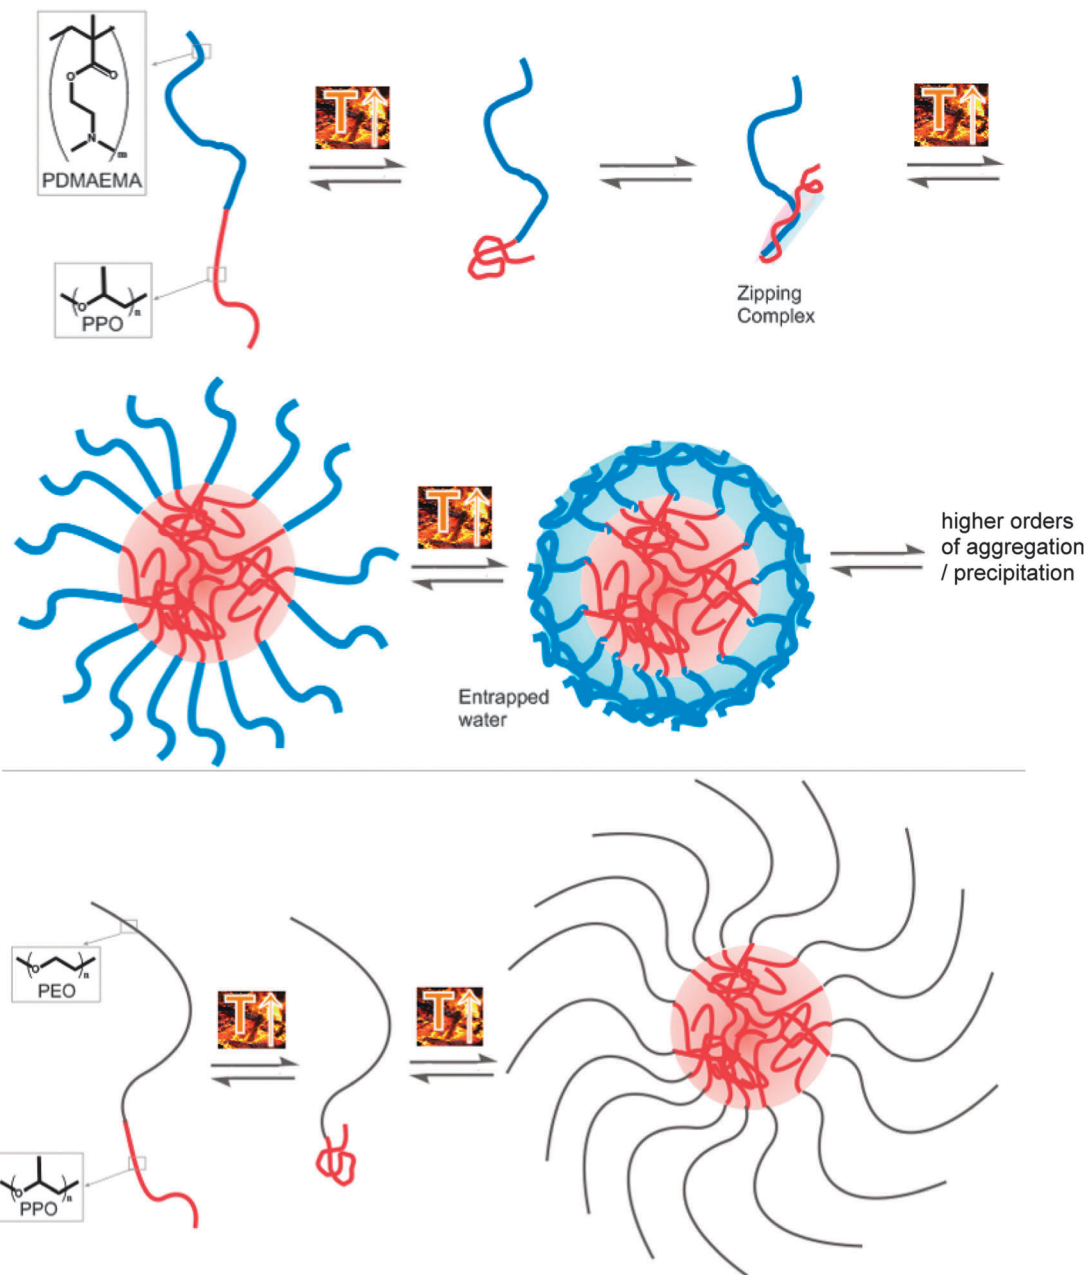 O
O
N
m
PDMAEMA
T
T
O
n
PPO
Zipping
Complex
T
higher orders
of aggregation
/ precipitation
Entrapped
water
O
n
PEO
T
T
O
n
PPO